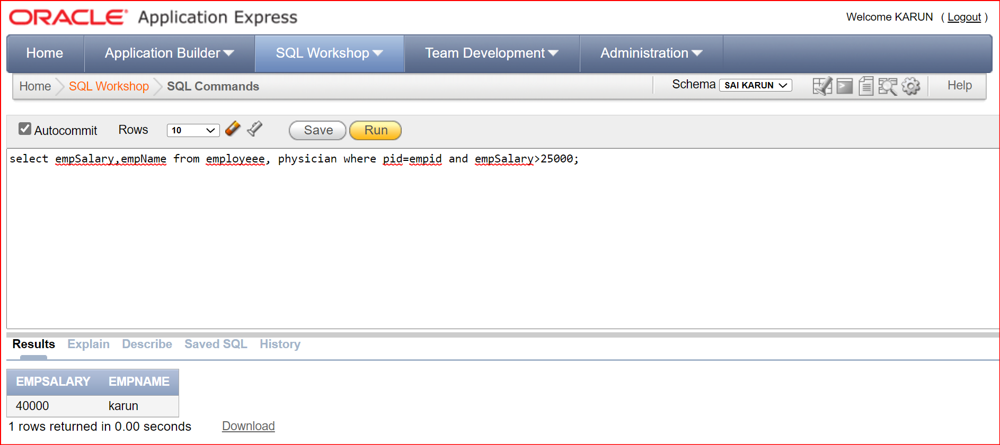 ORACLE Application Express
Welcome KARUN ( Logout )
Home Application Builder SQL Workshop Team Development Administration
Home SQL Workshop SQL Commands Schema SAI KARUN Help
Autocommit Rows 10 Save Run
select empSalary,empName from employeee, physician where pid=empid and empSalary>25000;
Results Explain Describe Saved SQL History
EMPSALARY EMPNAME
40000 karun
1 rows returned in 0.00 seconds Download